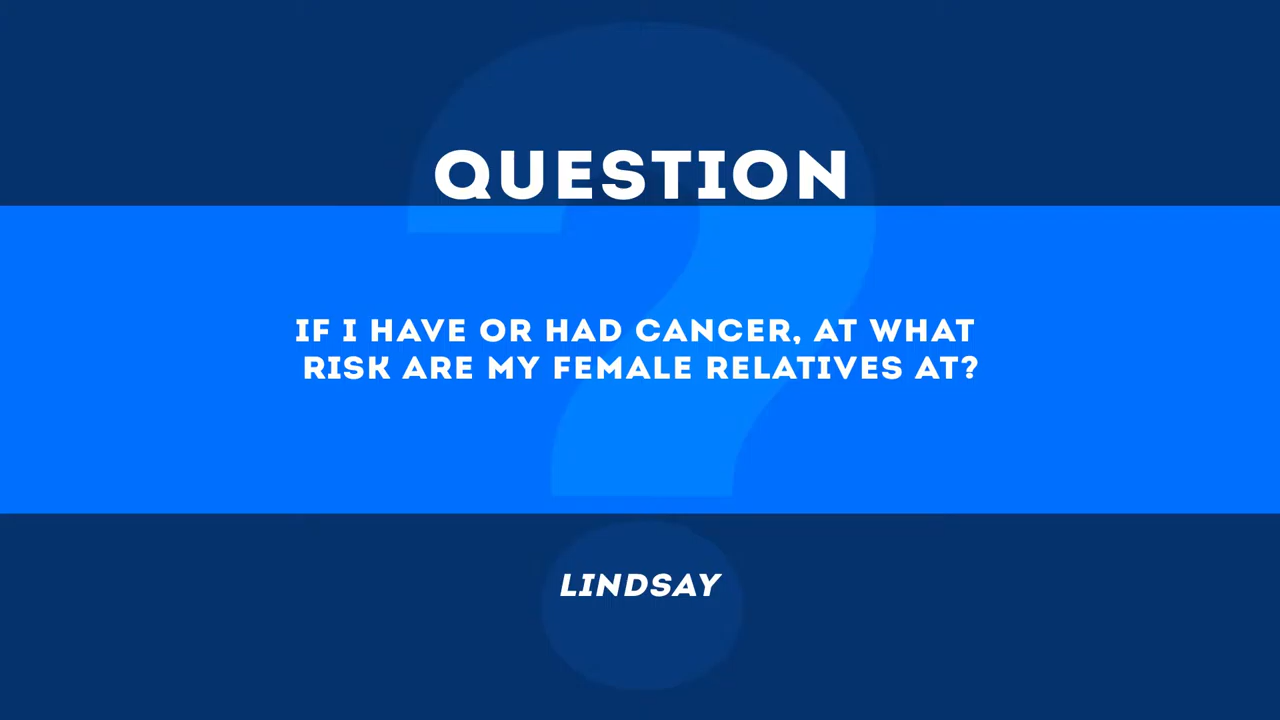 QUESTION
IF I HAVE OR HAD CANCER, AT WHAT
RISK ARE MY FEMALE RELATIVES AT?
LINDSAY